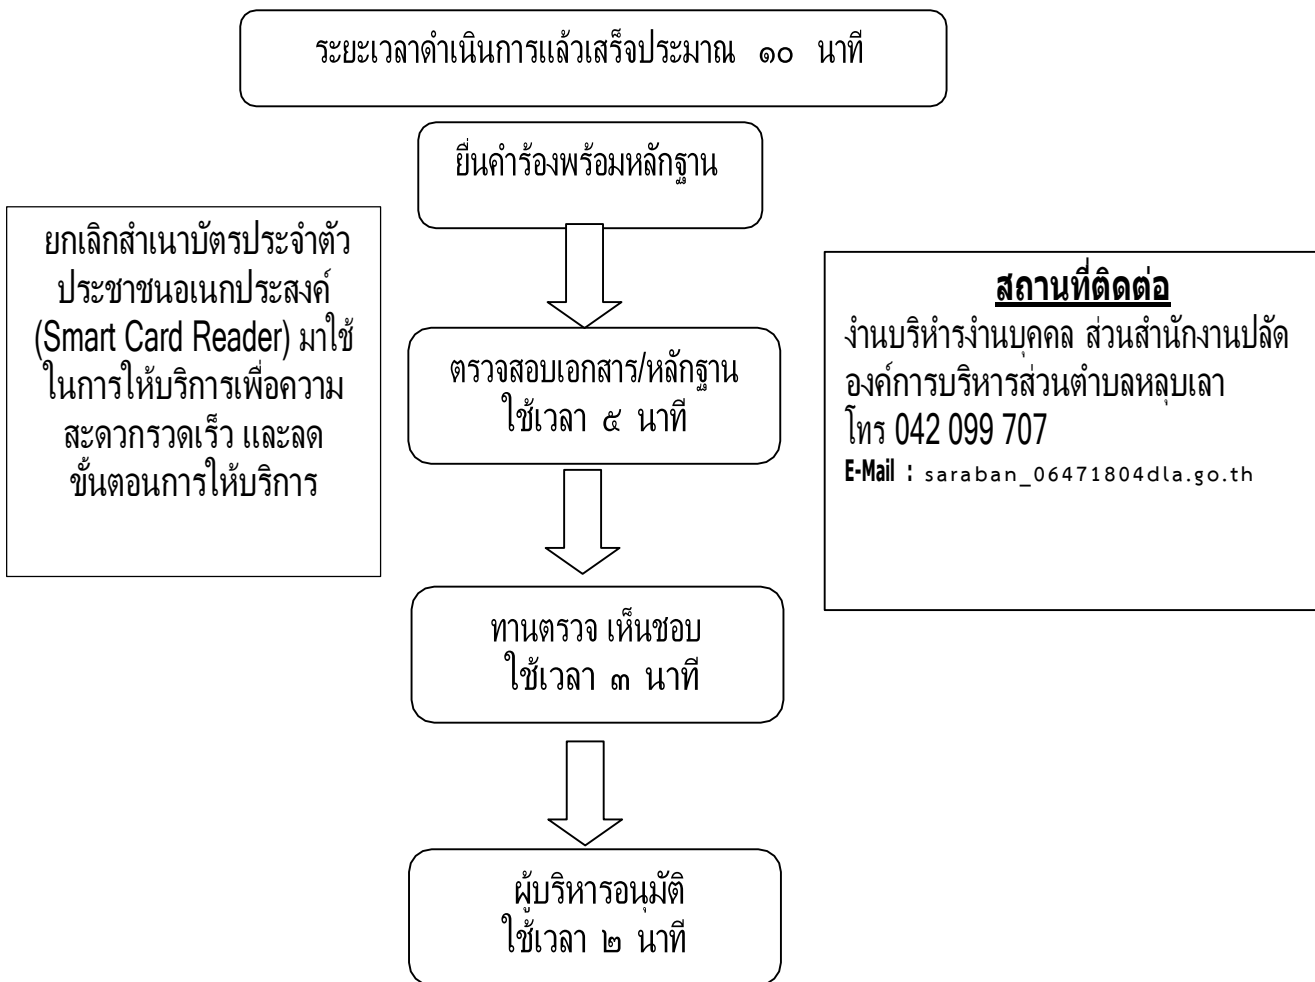 ระยะเวลาดำเนินการแล้วเสร็จประมาณ ๑๐ นาที
ยื่นคำร้องพร้อมหลักฐาน
ยกเลิกสำเนาบัตรประจำตัว
ประชาชนอเนกประสงค์
(Smart Card Reader) มาใช้
ในการให้บริการเพื่อความ
สะดวกรวดเร็ว และลด
ขั้นตอนการให้บริการ
สถานที่ติดต่อ
งานบริหำรงำนบุคคล ส่วนสำนักงานปลัด
องค์การบริหารส่วนตำบลหลุบเลา
โทร 042 099 707
E-Mail : saraban_06471804dla.go.th
ตรวจสอบเอกสาร/หลักฐาน
ใช้เวลา ๕ นาที
ทานตรวจ เห็นชอบ
ใช้เวลา ๓ นาที
ผู้บริหารอนุมัติ
ใช้เวลา ๒ นาที